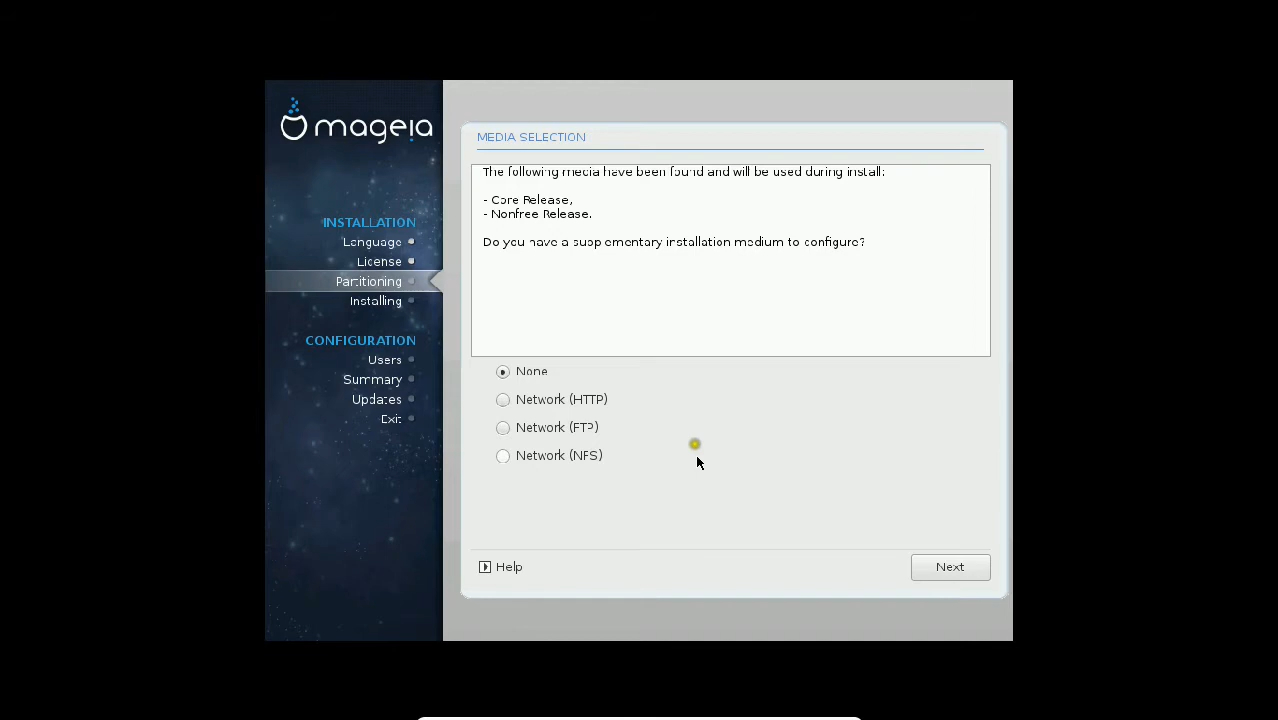 mageia
MEDIA SELECTION
The following media have been found and will be used during install:
- Core Release,
- Nonfree Release.
Do you have a supplementary installation medium to configure?
INSTALLATION
Language
License
Partitioning
Installing
CONFIGURATION
Users
Summary
Updates
Exit
None
Network (HTTP)
Network (FTP)
Network (NFS)
Help
Next